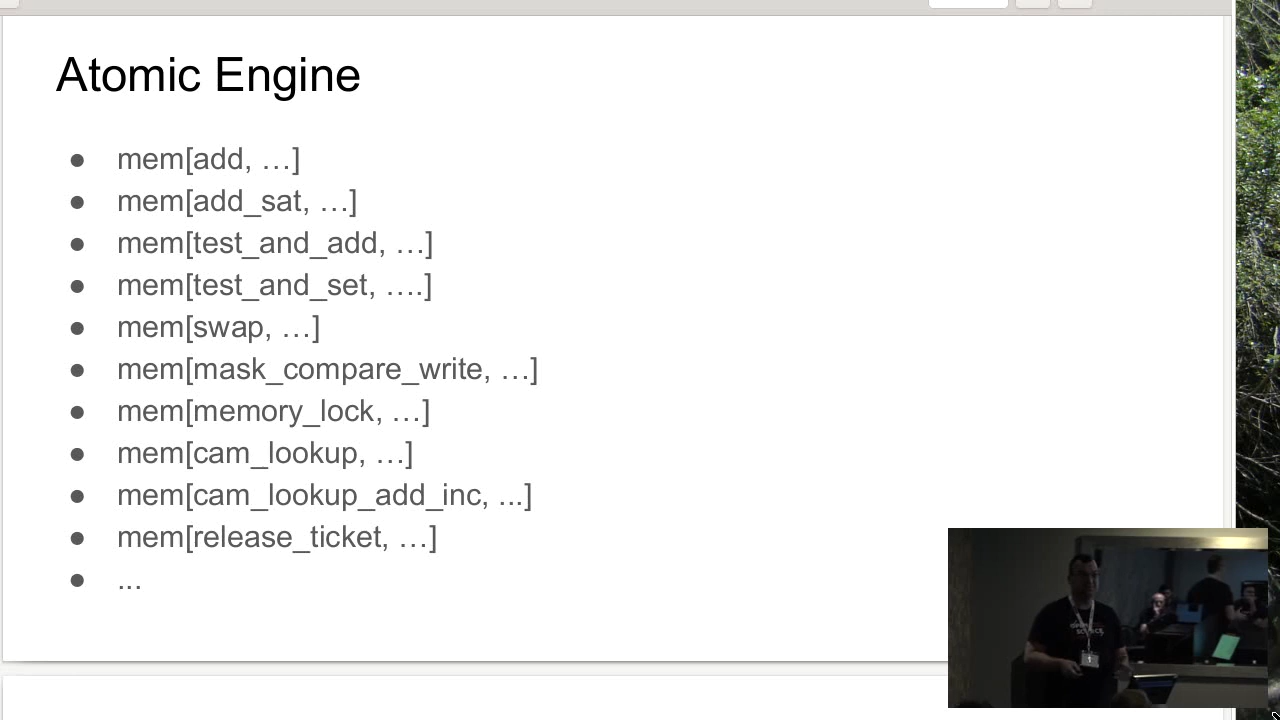 Atomic Engine
● mem[add, …]
● mem[add_sat, …]
● mem[test_and_add, …]
● mem[test_and_set, ….]
● mem[swap, …]
● mem[mask_compare_write, …]
● mem[memory_lock, …]
● mem[cam_lookup, …]
● mem[cam_lookup_add_inc, ...]
● mem[release_ticket, …]
● ...